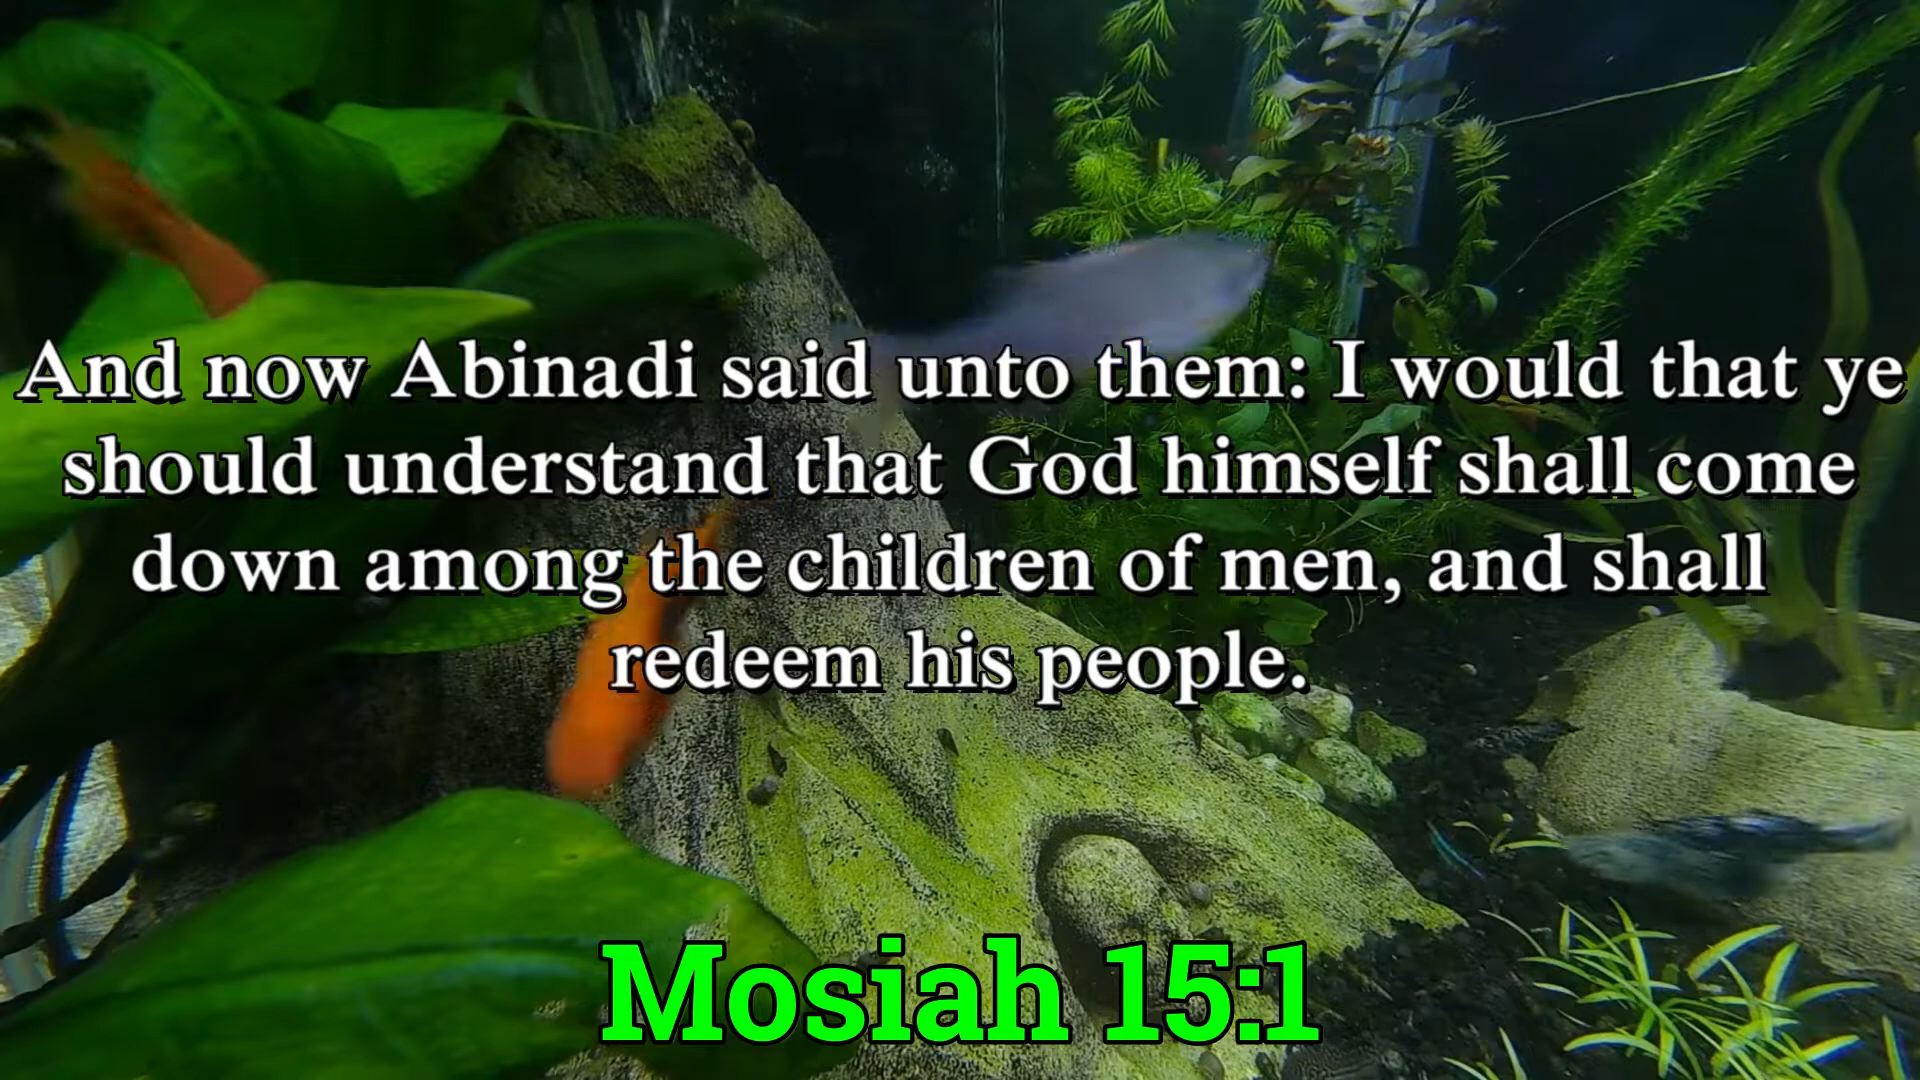 And now Abinadi said unto them: I would that ye
should understand that God himself shall come
down among the children of men, and shall
redeem his people.
Mosiah 15:1